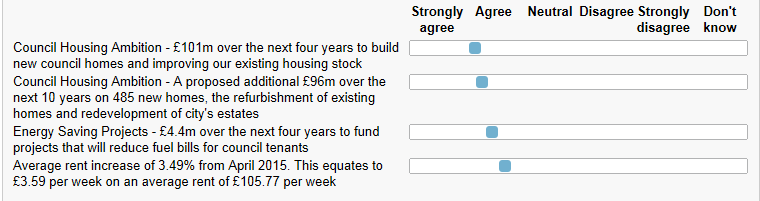 Strongly agree Agree Neutral Disagree Strongly disagree Don't know
Council Housing Ambition - £101m over the next four years to build
new council homes and improving our existing housing stock
Council Housing Ambition - A proposed additional £96m over the
next 10 years on 485 new homes, the refurbishment of existing
homes and redevelopment of city's estates
Energy Saving Projects - £4.4m over the next four years to fund
projects that will reduce fuel bills for council tenants
Average rent increase of 3.49% from April 2015. This equates to
£3.59 per week on an average rent of £105.77 per week